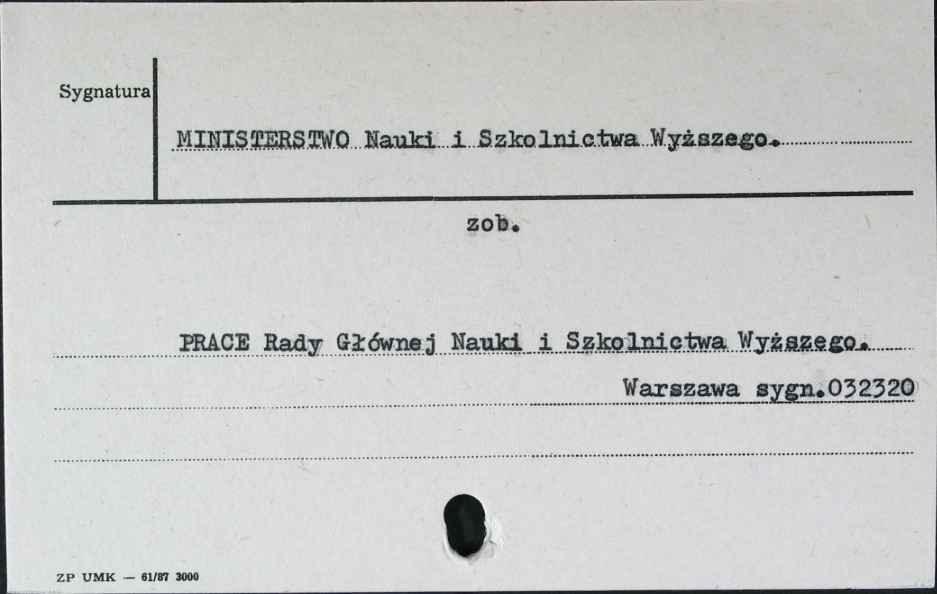 Sygnatura
MINISTERSTWO Nauki i Szkolnictwa Wyższego.
zob.
PRACE Rady Głównej Nauki i Szkolnictwa Wyższego.
Warszawa sygn.032320
ZP UMK — 61/87 3000